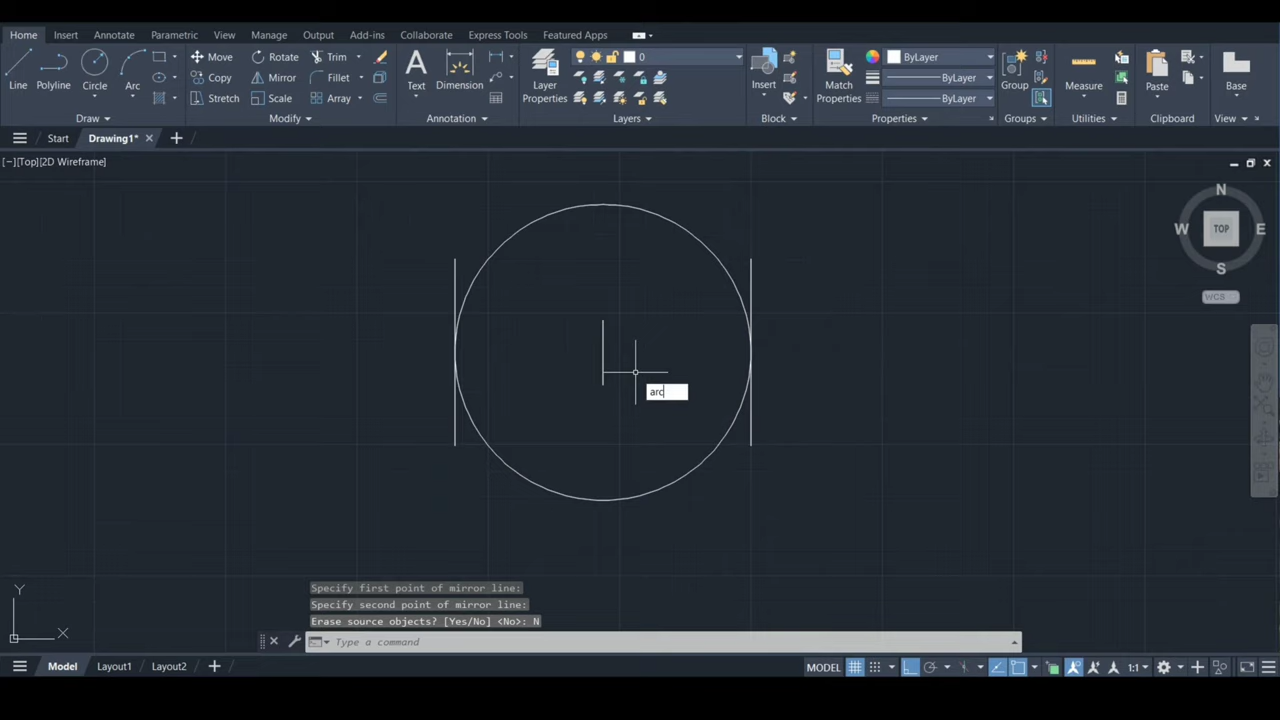 Home Insert Annotate Parametric View Manage Output Add-ins Collaborate Express Tools Featured Apps
Move Rotate Trim 0 ByLayer
Copy Mirror Fillet ByLayer
Line Polyline Circle Arc Text Dimension Layer Properties Insert Match Properties Group Measure Paste Base
Stretch Scale Array ByLayer
Draw Modify Annotation Layers Block Properties Groups Utilities Clipboard View
Start Drawing1*
[−][Top][2D Wireframe]
N
W TOP E
S
WCS
arc
Specify first point of mirror line:
Specify second point of mirror line:
Erase source objects? [Yes/No] <No>: N
Type a command
Y
X
Model Layout1 Layout2 MODEL 1:1